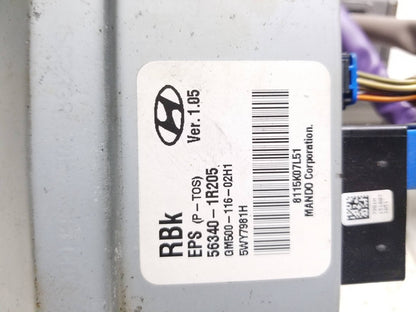 Ver. 1.05
RBk
EPS (P-TOS)
56340-1R205
GM500-116-02H1
5WY7981H
8115K07L51
MANDO Corporation.